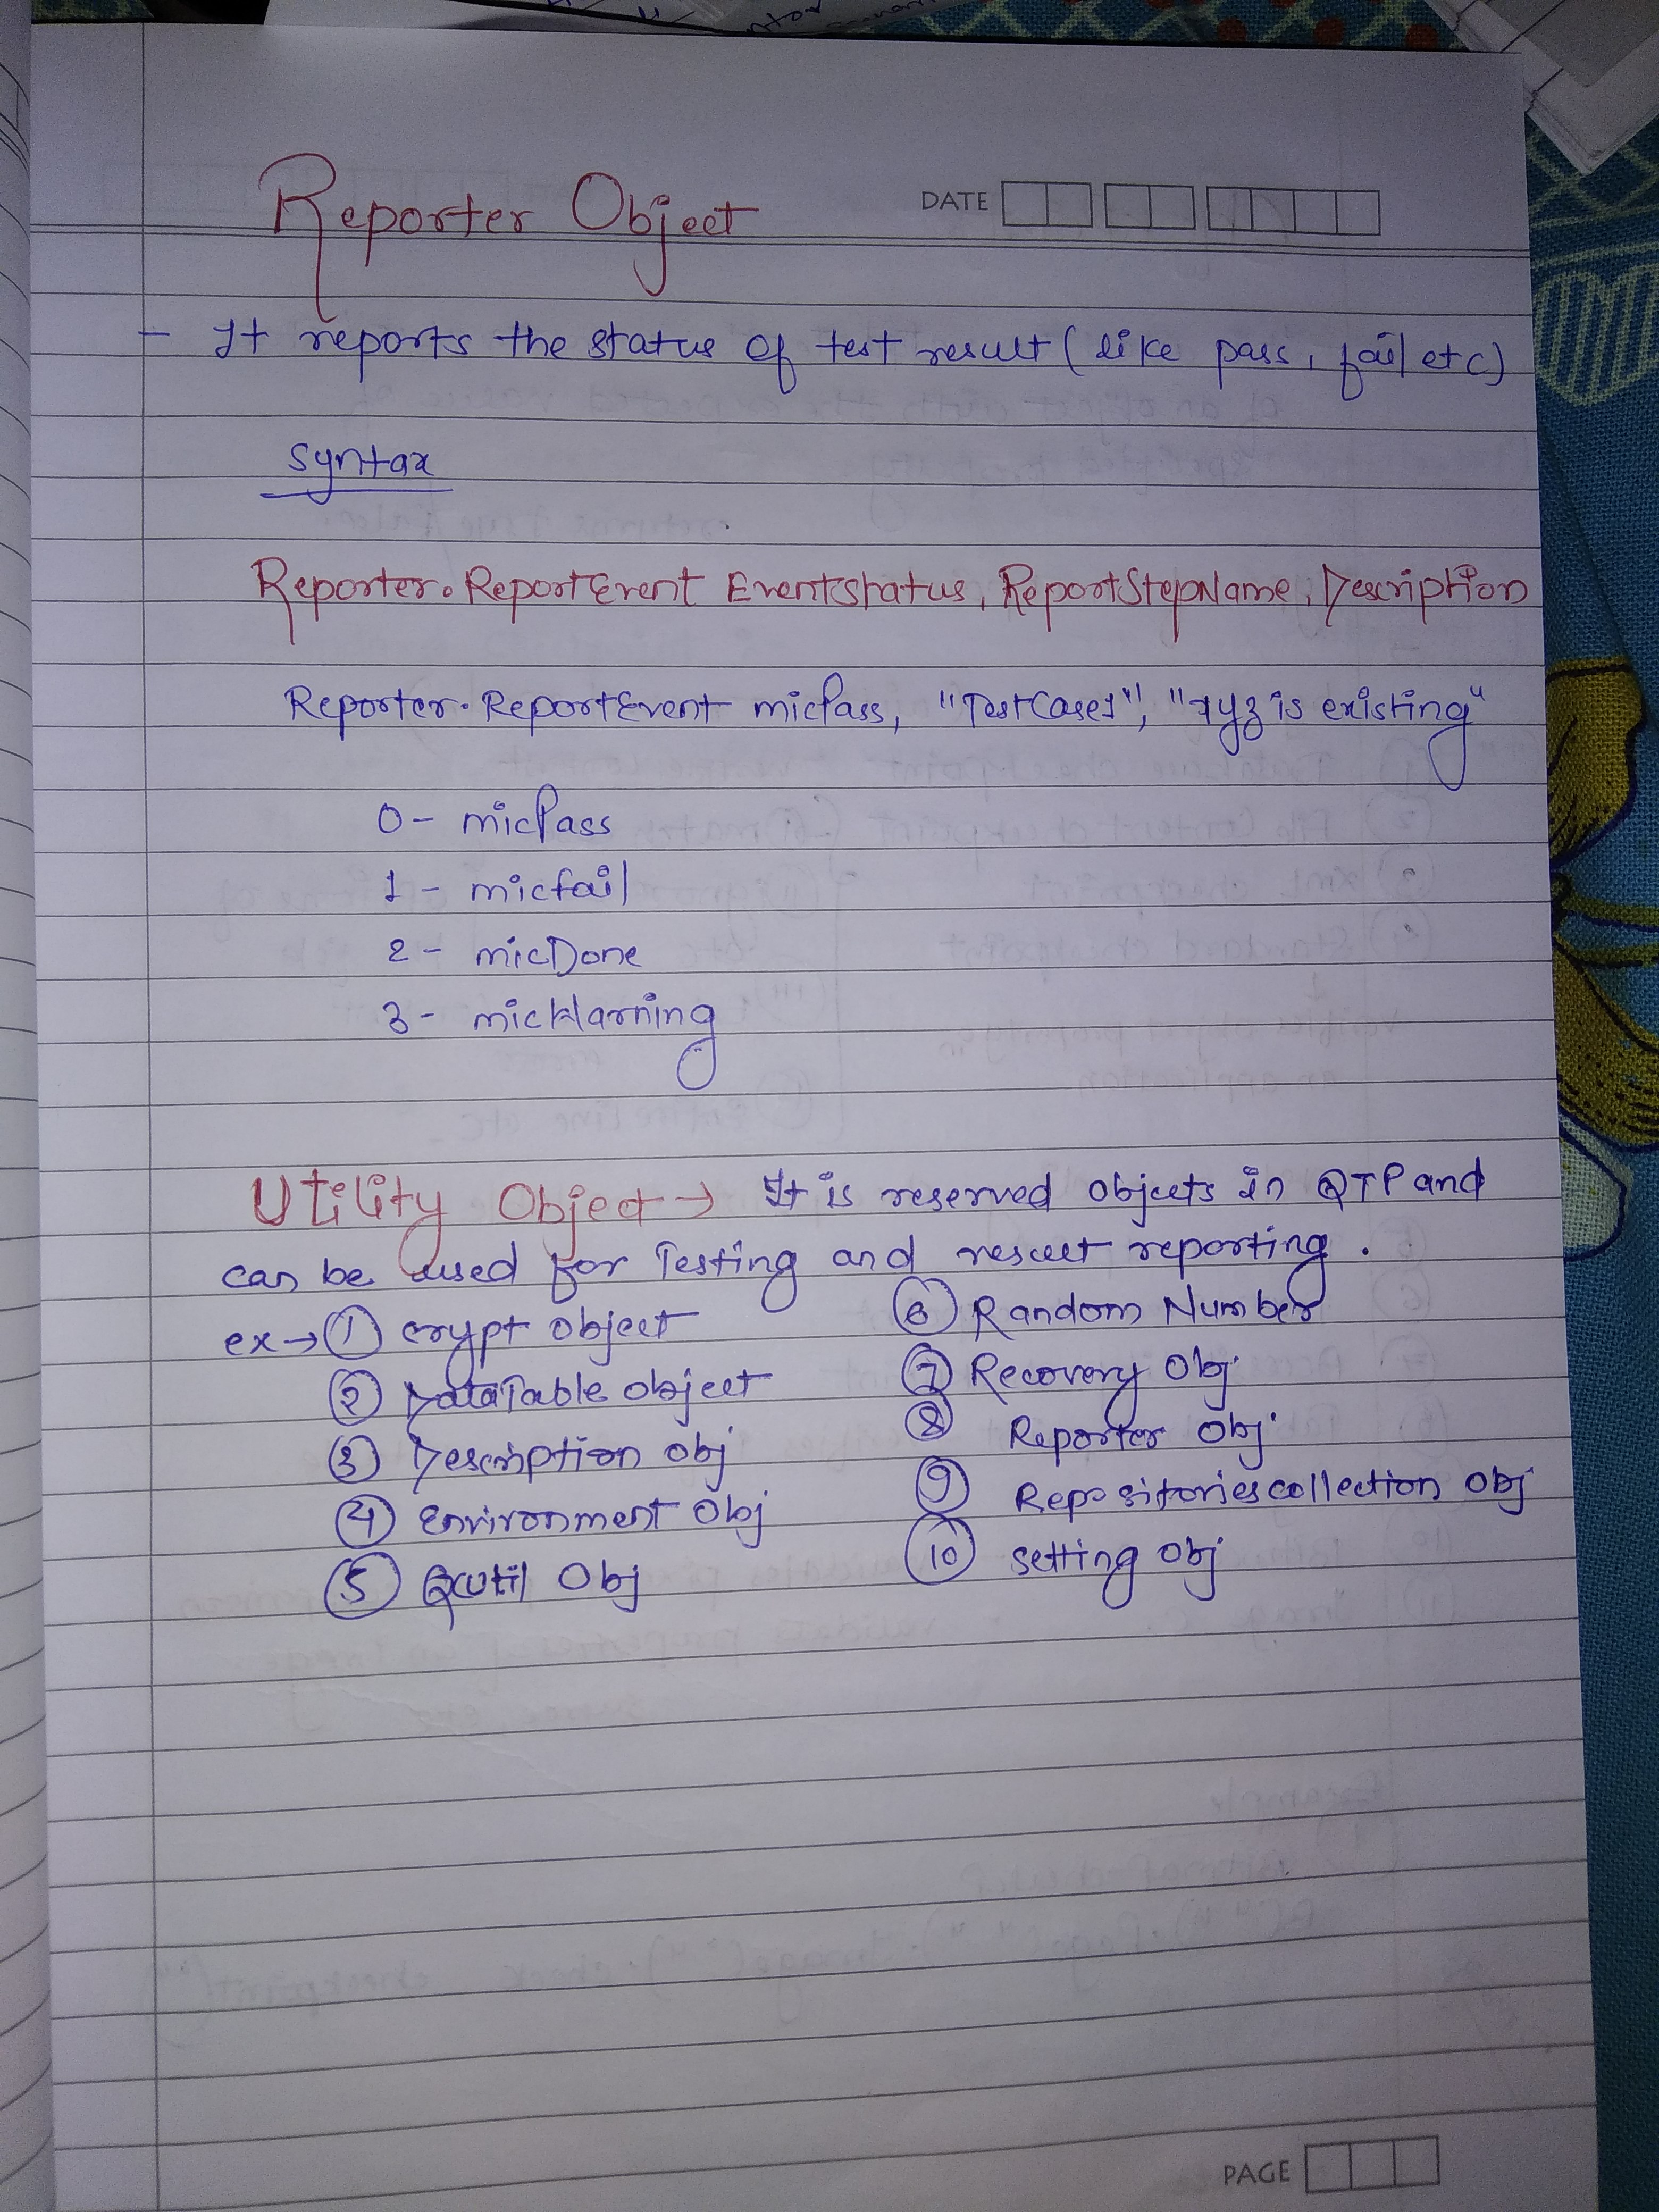 Reporter Object
DATE
- It reports the status of test result (like pass, fail etc)
Syntax
Reporter.ReportEvent EventStatus, ReportStepName, Description
Reporter.ReportEvent micPass, "TestCase1", "xyz is existing"
0 - micPass
1 - micfail
2 - micDone
3 - micWarning
Utility Object → It is reserved objects in QTP and
can be used for Testing and result reporting.
ex → ① crypt object
② DataTable object
③ Description obj
④ Environment obj
⑤ QCutil Obj
⑥ Random Number
⑦ Recovery Obj
⑧ Reporter Obj
⑨ Repositoriescollection obj
⑩ setting obj
PAGE